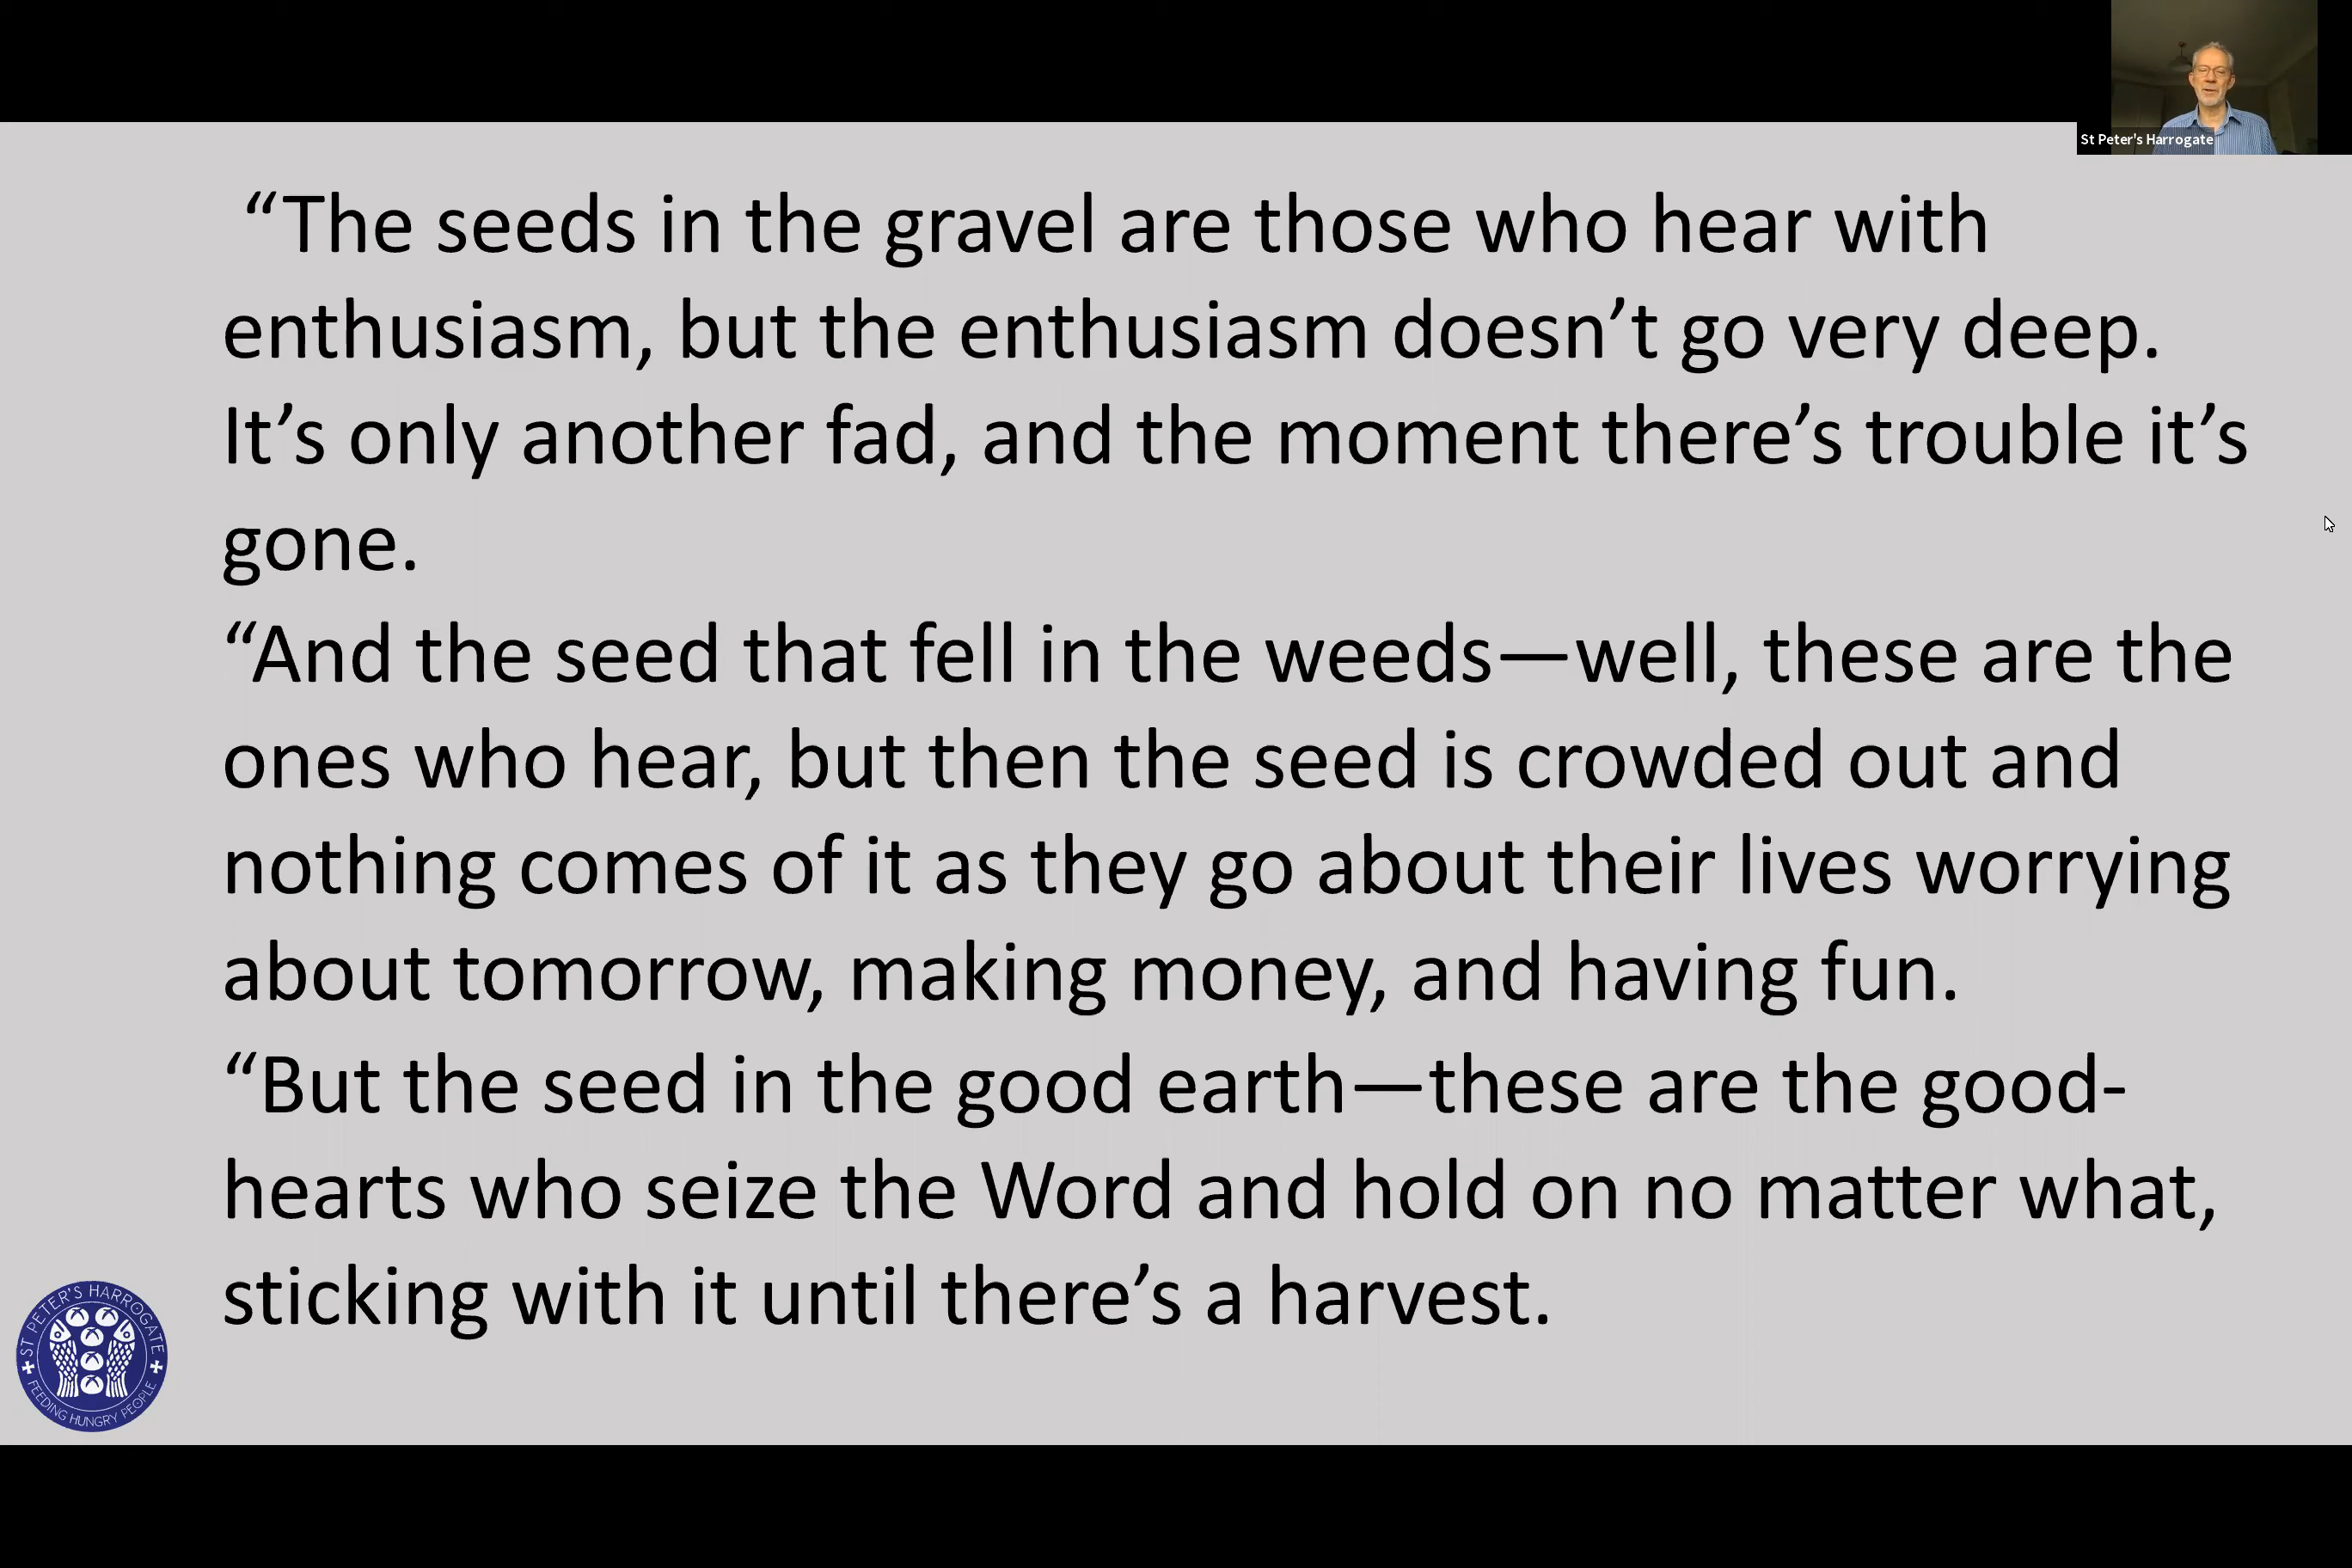 St Peter's Harrogate
“The seeds in the gravel are those who hear with
enthusiasm, but the enthusiasm doesn’t go very deep.
It’s only another fad, and the moment there’s trouble it’s
gone.
“And the seed that fell in the weeds—well, these are the
ones who hear, but then the seed is crowded out and
nothing comes of it as they go about their lives worrying
about tomorrow, making money, and having fun.
“But the seed in the good earth—these are the good-
hearts who seize the Word and hold on no matter what,
sticking with it until there’s a harvest.
ST PETER'S HARROGATE
FEEDING HUNGRY PEOPLE